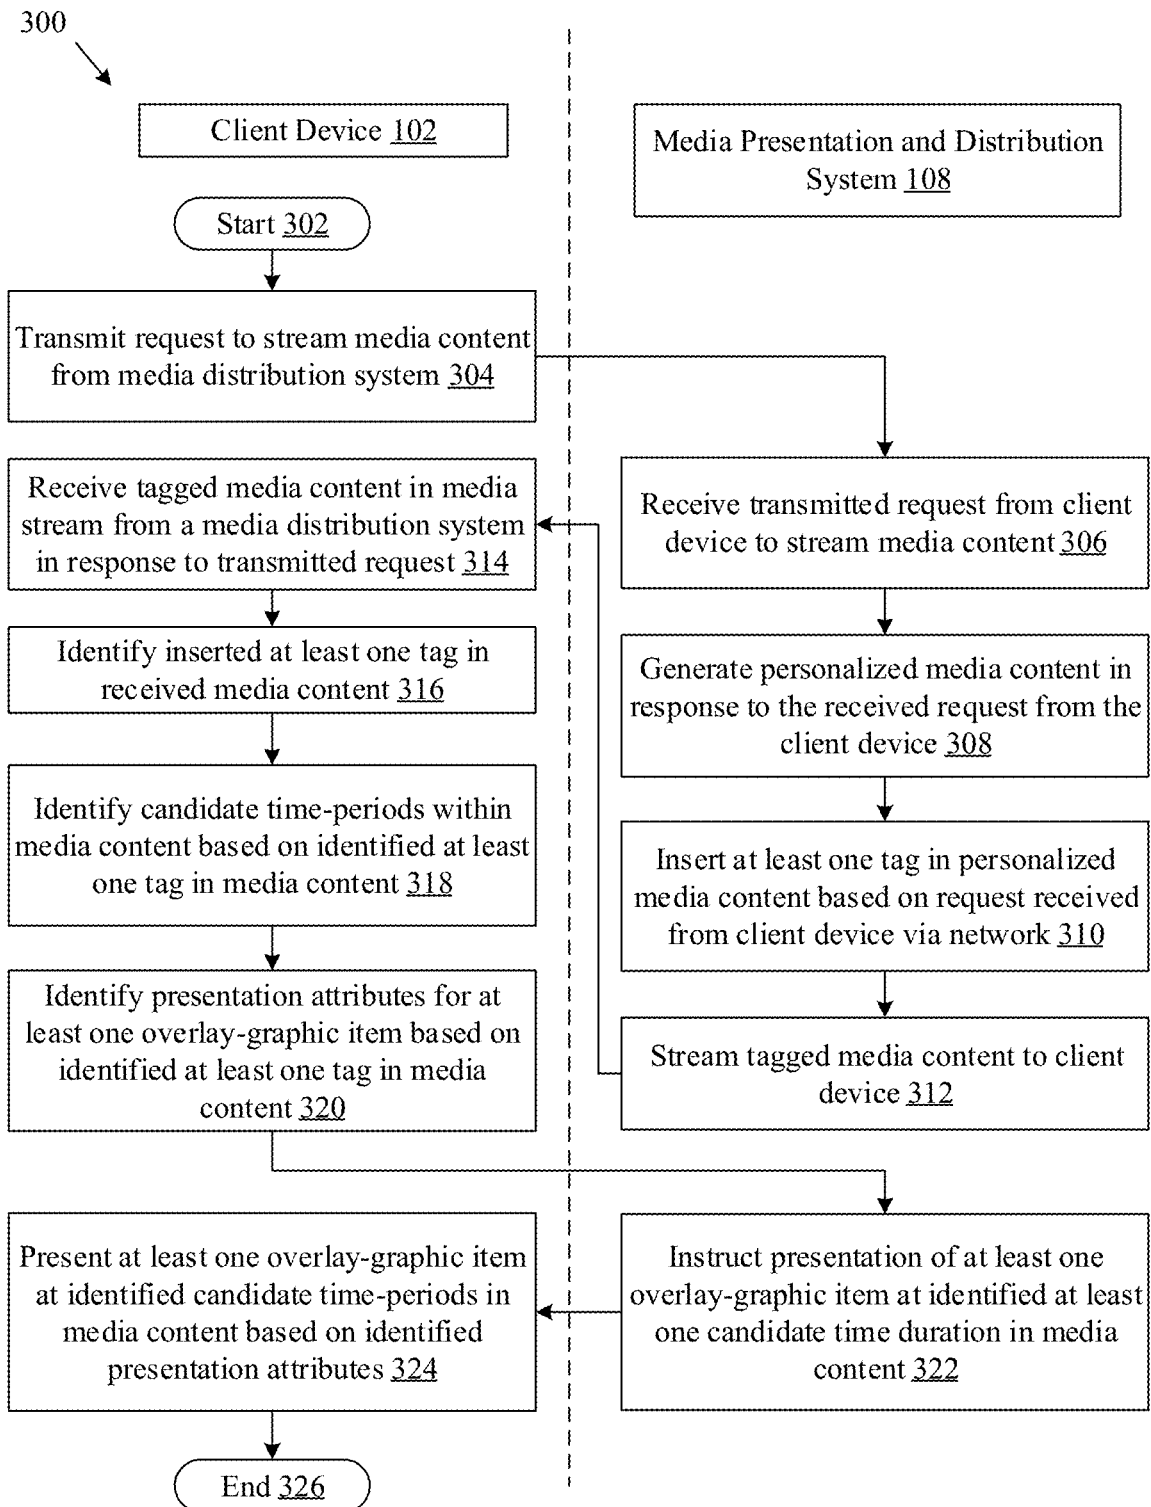 300
Client Device 102
Media Presentation and Distribution
System 108
Start 302
Transmit request to stream media content
from media distribution system 304
Receive tagged media content in media
stream from a media distribution system
in response to transmitted request 314
Receive transmitted request from client
device to stream media content 306
Identify inserted at least one tag in
received media content 316
Generate personalized media content in
response to the received request from the
client device 308
Identify candidate time-periods within
media content based on identified at least
one tag in media content 318
Insert at least one tag in personalized
media content based on request received
from client device via network 310
Identify presentation attributes for at
least one overlay-graphic item based on
identified at least one tag in media
content 320
Stream tagged media content to client
device 312
Present at least one overlay-graphic item
at identified candidate time-periods in
media content based on identified
presentation attributes 324
Instruct presentation of at least one
overlay-graphic item at identified at least
one candidate time duration in media
content 322
End 326